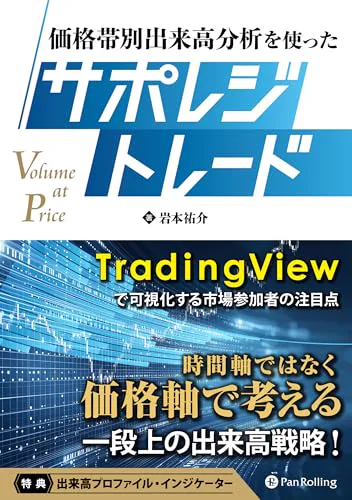 価格帯別出来高分析を使った
サポレジ
トレード
Volume
at
Price
著 岩本祐介
TradingView
で可視化する市場参加者の注目点
時間軸ではなく
価格軸で考える
一段上の出来高戦略！
特典 出来高プロファイル・インジケーター
PanRolling